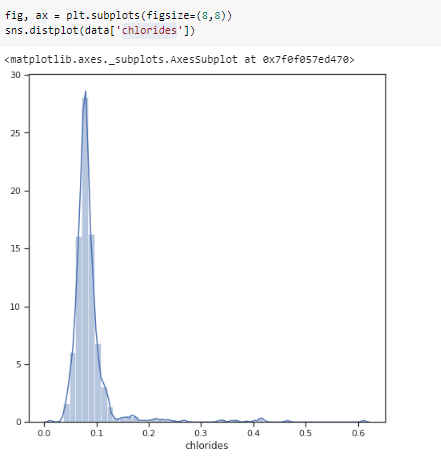 fig, ax = plt.subplots(figsize=(8,8))
sns.distplot(data['chlorides'])
<matplotlib.axes._subplots.AxesSubplot at 0x7f0f057ed470>
30
25
20
15
10
5
0
0.0 0.1 0.2 0.3 0.4 0.5 0.6
chlorides